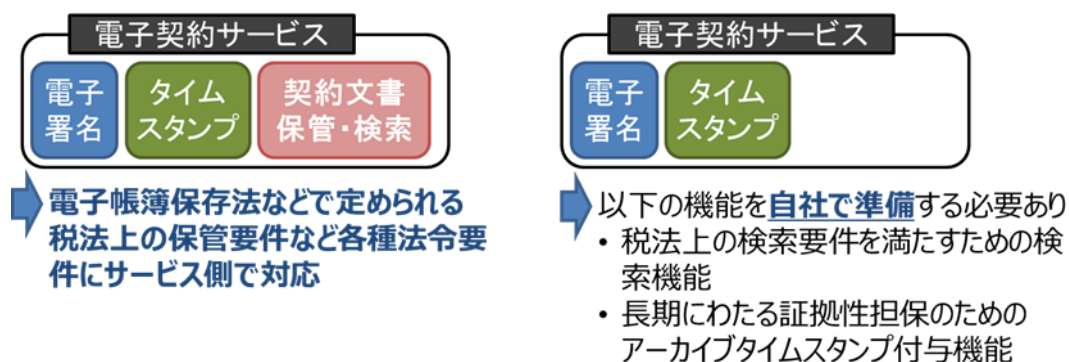 電子契約サービス
電子
署名
タイム
スタンプ
契約文書
保管・検索
電子帳簿保存法などで定められる
税法上の保管要件など各種法令要
件にサービス側で対応
電子契約サービス
電子
署名
タイム
スタンプ
以下の機能を自社で準備する必要あり
• 税法上の検索要件を満たすための検
索機能
• 長期にわたる証拠性担保のための
アーカイブタイムスタンプ付与機能